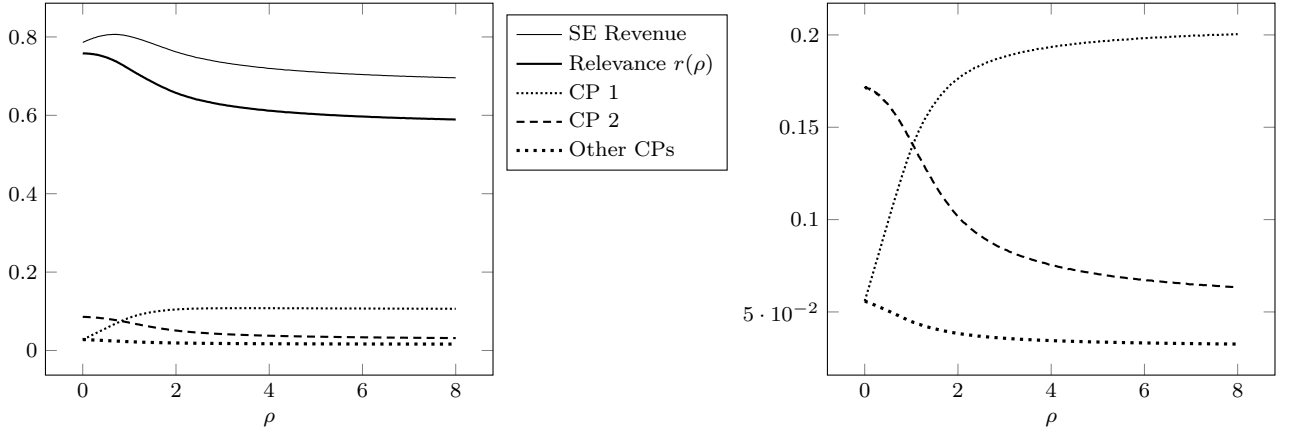 0.8
0.6
0.4
0.2
0
0 2 4 6 8
ρ
SE Revenue
Relevance r(ρ)
CP 1
CP 2
Other CPs
0.2
0.15
0.1
5 · 10⁻²
0 2 4 6 8
ρ